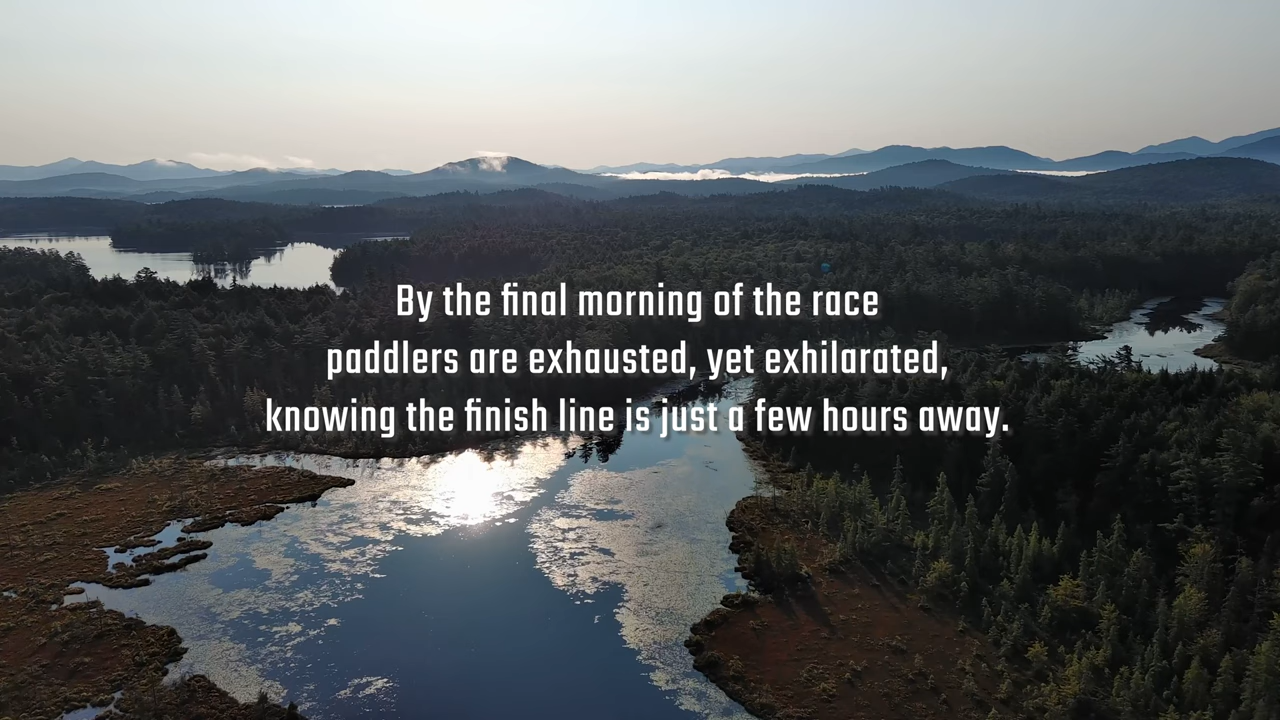 By the final morning of the race
paddlers are exhausted, yet exhilarated,
knowing the finish line is just a few hours away.